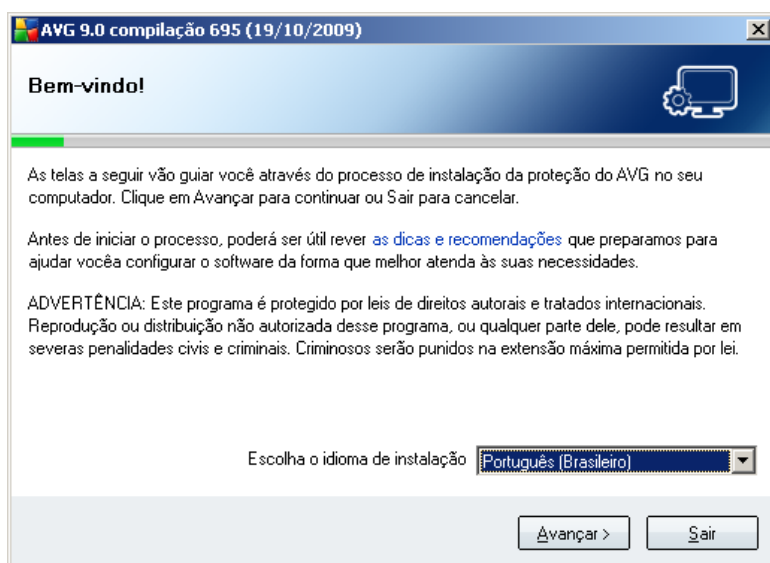 AVG 9.0 compilação 695 (19/10/2009)
Bem-vindo!
As telas a seguir vão guiar você através do processo de instalação da proteção do AVG no seu
computador. Clique em Avançar para continuar ou Sair para cancelar.
Antes de iniciar o processo, poderá ser útil rever as dicas e recomendações que preparamos para
ajudar vocêa configurar o software da forma que melhor atenda às suas necessidades.
ADVERTÊNCIA: Este programa é protegido por leis de direitos autorais e tratados internacionais.
Reprodução ou distribuição não autorizada desse programa, ou qualquer parte dele, pode resultar em
severas penalidades civis e criminais. Criminosos serão punidos na extensão máxima permitida por lei.
Escolha o idioma de instalação Português (Brasileiro)
Avançar > Sair